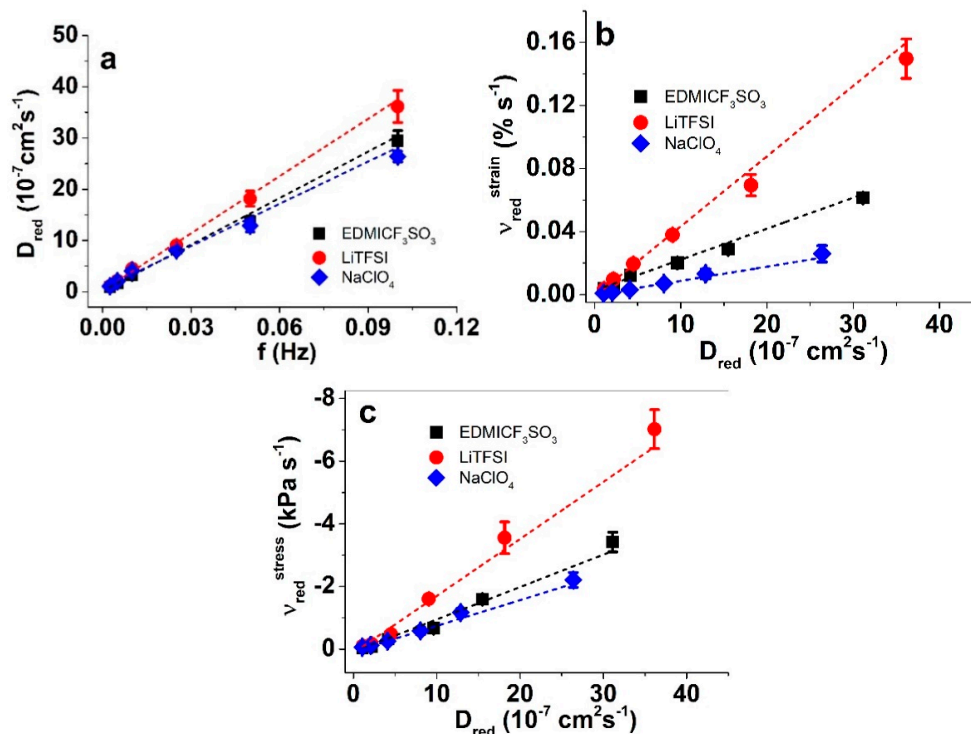 a
50
40
30
20
10
0
D_red (10^-7 cm^2 s^-1)
EDMICF₃SO₃
LiTFSI
NaClO₄
0.00 0.03 0.06 0.09 0.12
f (Hz)
b
0.16
0.12
0.08
0.04
0.00
ν_red^strain (% s^-1)
EDMICF₃SO₃
LiTFSI
NaClO₄
0 10 20 30 40
D_red (10^-7 cm^2 s^-1)
c
-8
-6
-4
-2
0
ν_red^stress (kPa s^-1)
EDMICF₃SO₃
LiTFSI
NaClO₄
0 10 20 30 40
D_red (10^-7 cm^2 s^-1)